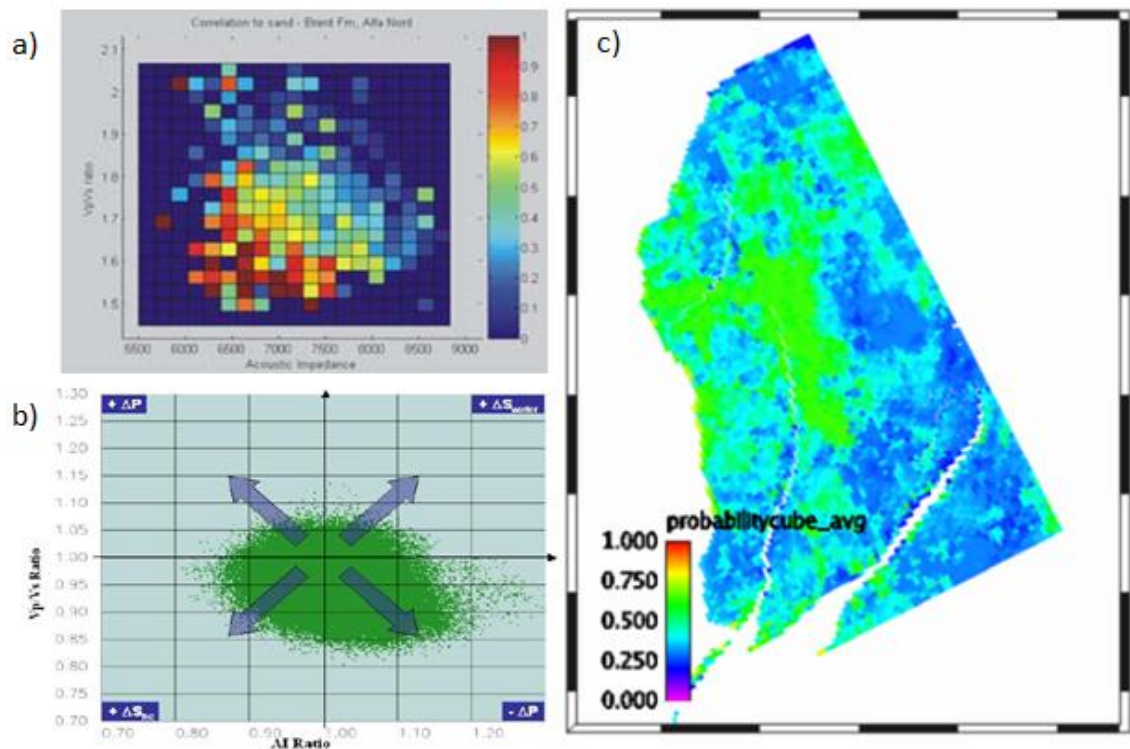 a)
Correlation to sand - Brent Fm, Alfa Nord
2.1
2
1.9
1.8
1.7
1.6
1.5
Vp/Vs ratio
5500 6000 6500 7000 7500 8000 8500 9000
Acoustic Impedance
1
0.9
0.8
0.7
0.6
0.5
0.4
0.3
0.2
0.1
0
b)
1.30
1.25
1.20
1.15
1.10
1.05
1.00
0.95
0.90
0.85
0.80
0.75
0.70
Vp/Vs Ratio
+ ΔP
+ ΔSwater
+ ΔSHC
- ΔP
0.70 0.80 0.90 1.00 1.10 1.20
AI Ratio
c)
probabilitycube_avg
1.000
0.750
0.500
0.250
0.000